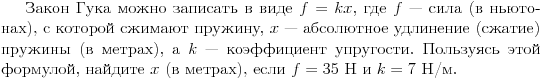 Закон Гука можно записать в виде f = kx, где f — сила (в ньюто-
нах), с которой сжимают пружину, x — абсолютное удлинение (сжатие)
пружины (в метрах), а k — коэффициент упругости. Пользуясь этой
формулой, найдите x (в метрах), если f = 35 Н и k = 7 Н/м.